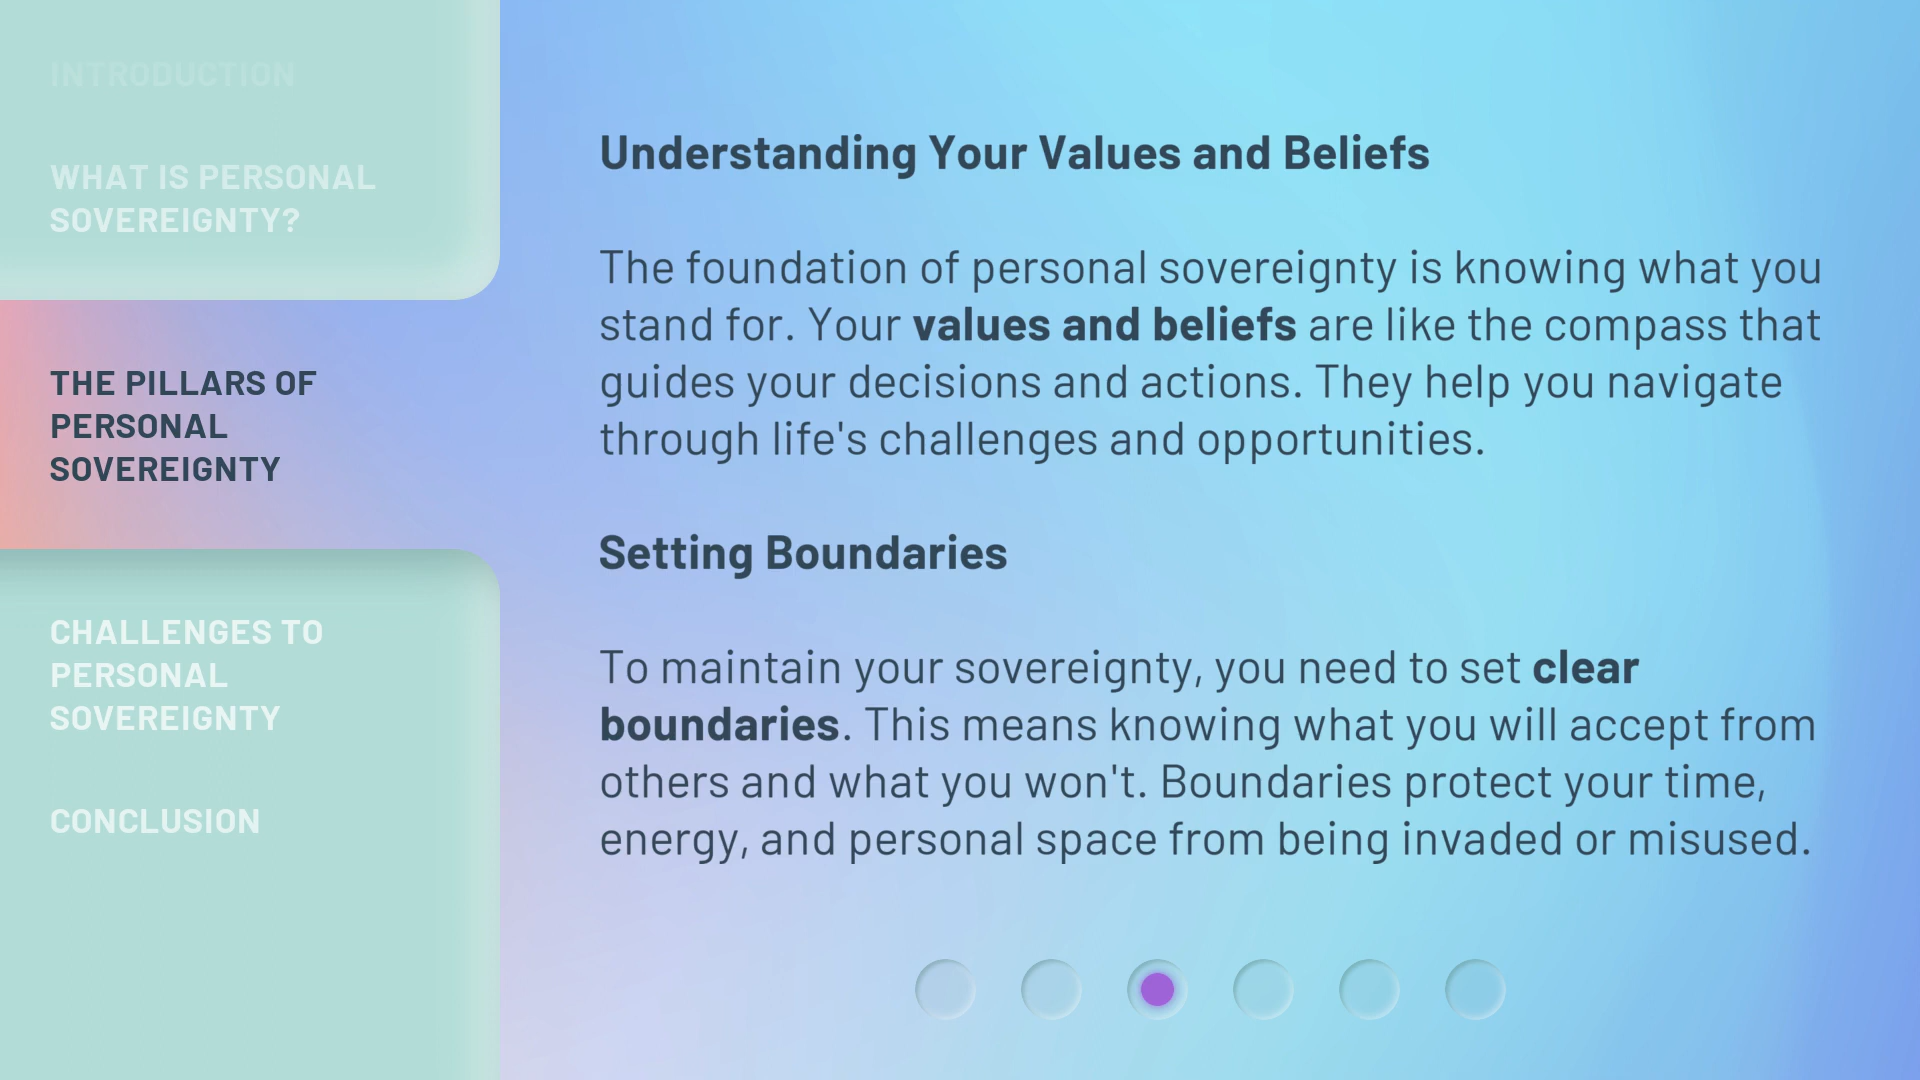 INTRODUCTION
WHAT IS PERSONAL
SOVEREIGNTY?
THE PILLARS OF
PERSONAL
SOVEREIGNTY
CHALLENGES TO
PERSONAL
SOVEREIGNTY
CONCLUSION
Understanding Your Values and Beliefs
The foundation of personal sovereignty is knowing what you
stand for. Your values and beliefs are like the compass that
guides your decisions and actions. They help you navigate
through life's challenges and opportunities.
Setting Boundaries
To maintain your sovereignty, you need to set clear
boundaries. This means knowing what you will accept from
others and what you won't. Boundaries protect your time,
energy, and personal space from being invaded or misused.